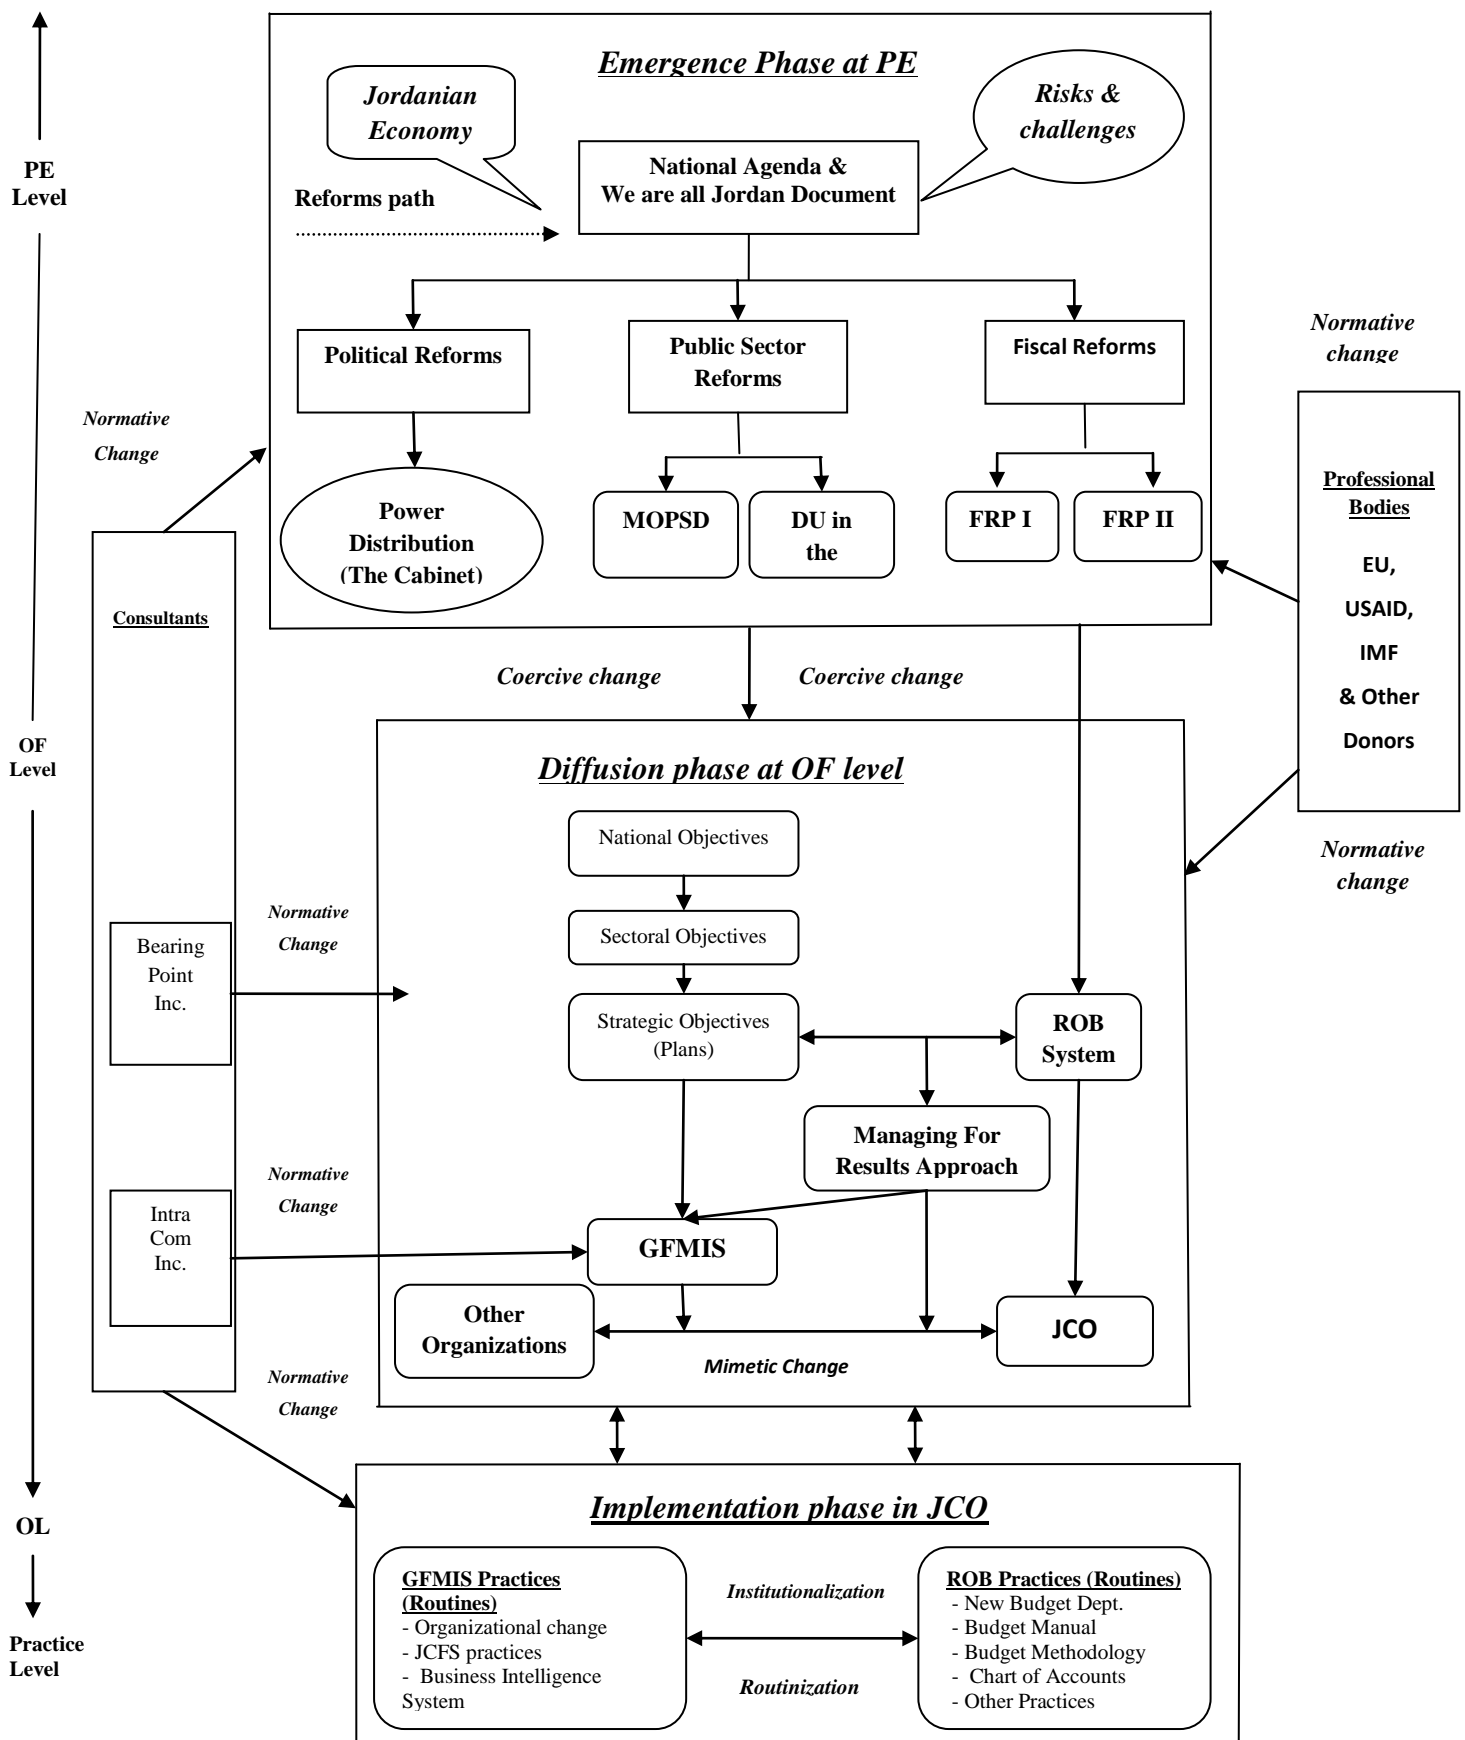 Emergence Phase at PE
Jordanian
Economy
Risks &
challenges
National Agenda &
We are all Jordan Document
Reforms path
PE
Level
Political Reforms
Public Sector
Reforms
Fiscal Reforms
Normative
change
Normative
Change
Power
Distribution
(The Cabinet)
MOPSD
DU in
the
FRP I
FRP II
Professional
Bodies
EU,
USAID,
IMF
& Other
Donors
Consultants
Coercive change
Coercive change
OF
Level
Diffusion phase at OF level
National Objectives
Normative
change
Sectoral Objectives
Normative
Change
Bearing
Point
Inc.
Strategic Objectives
(Plans)
ROB
System
Managing For
Results Approach
Normative
Change
Intra
Com
Inc.
GFMIS
Other
Organizations
JCO
Mimetic Change
Normative
Change
OL
Implementation phase in JCO
GFMIS Practices
(Routines)
- Organizational change
- JCFS practices
- Business Intelligence
System
Institutionalization
Routinization
ROB Practices (Routines)
- New Budget Dept.
- Budget Manual
- Budget Methodology
- Chart of Accounts
- Other Practices
Practice
Level